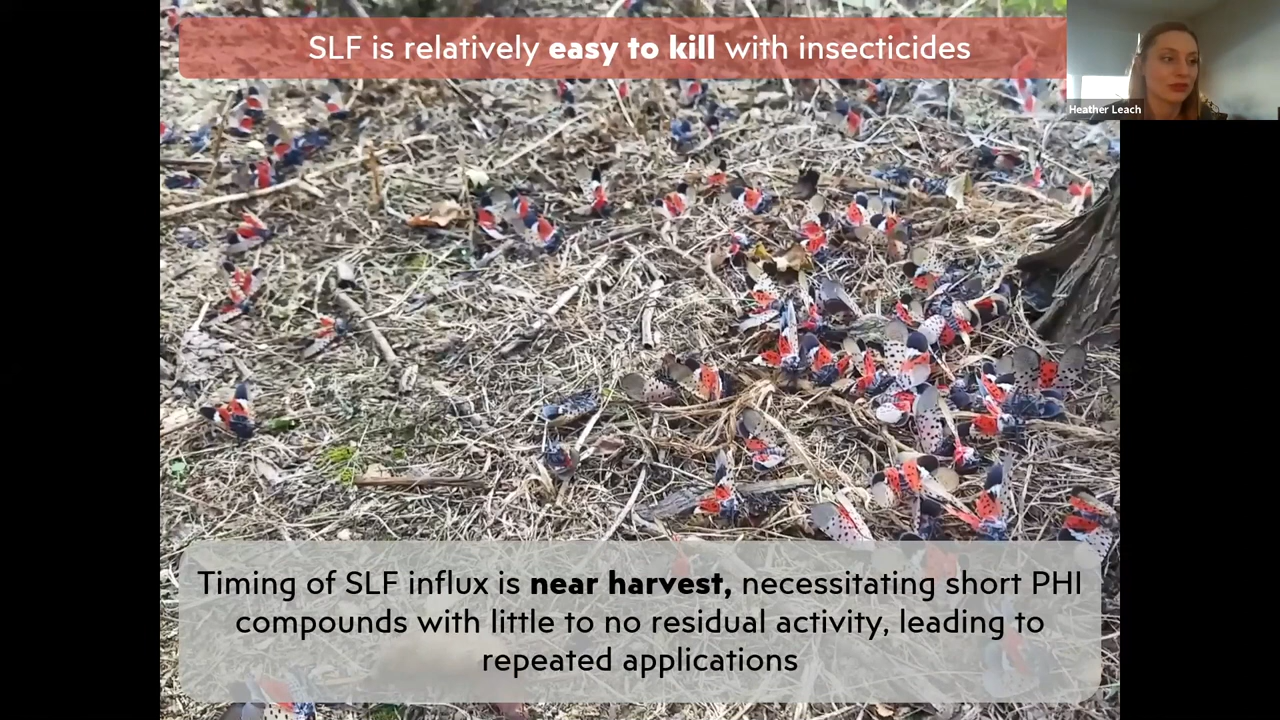 SLF is relatively easy to kill with insecticides
Heather Leach
Timing of SLF influx is near harvest, necessitating short PHI
compounds with little to no residual activity, leading to
repeated applications